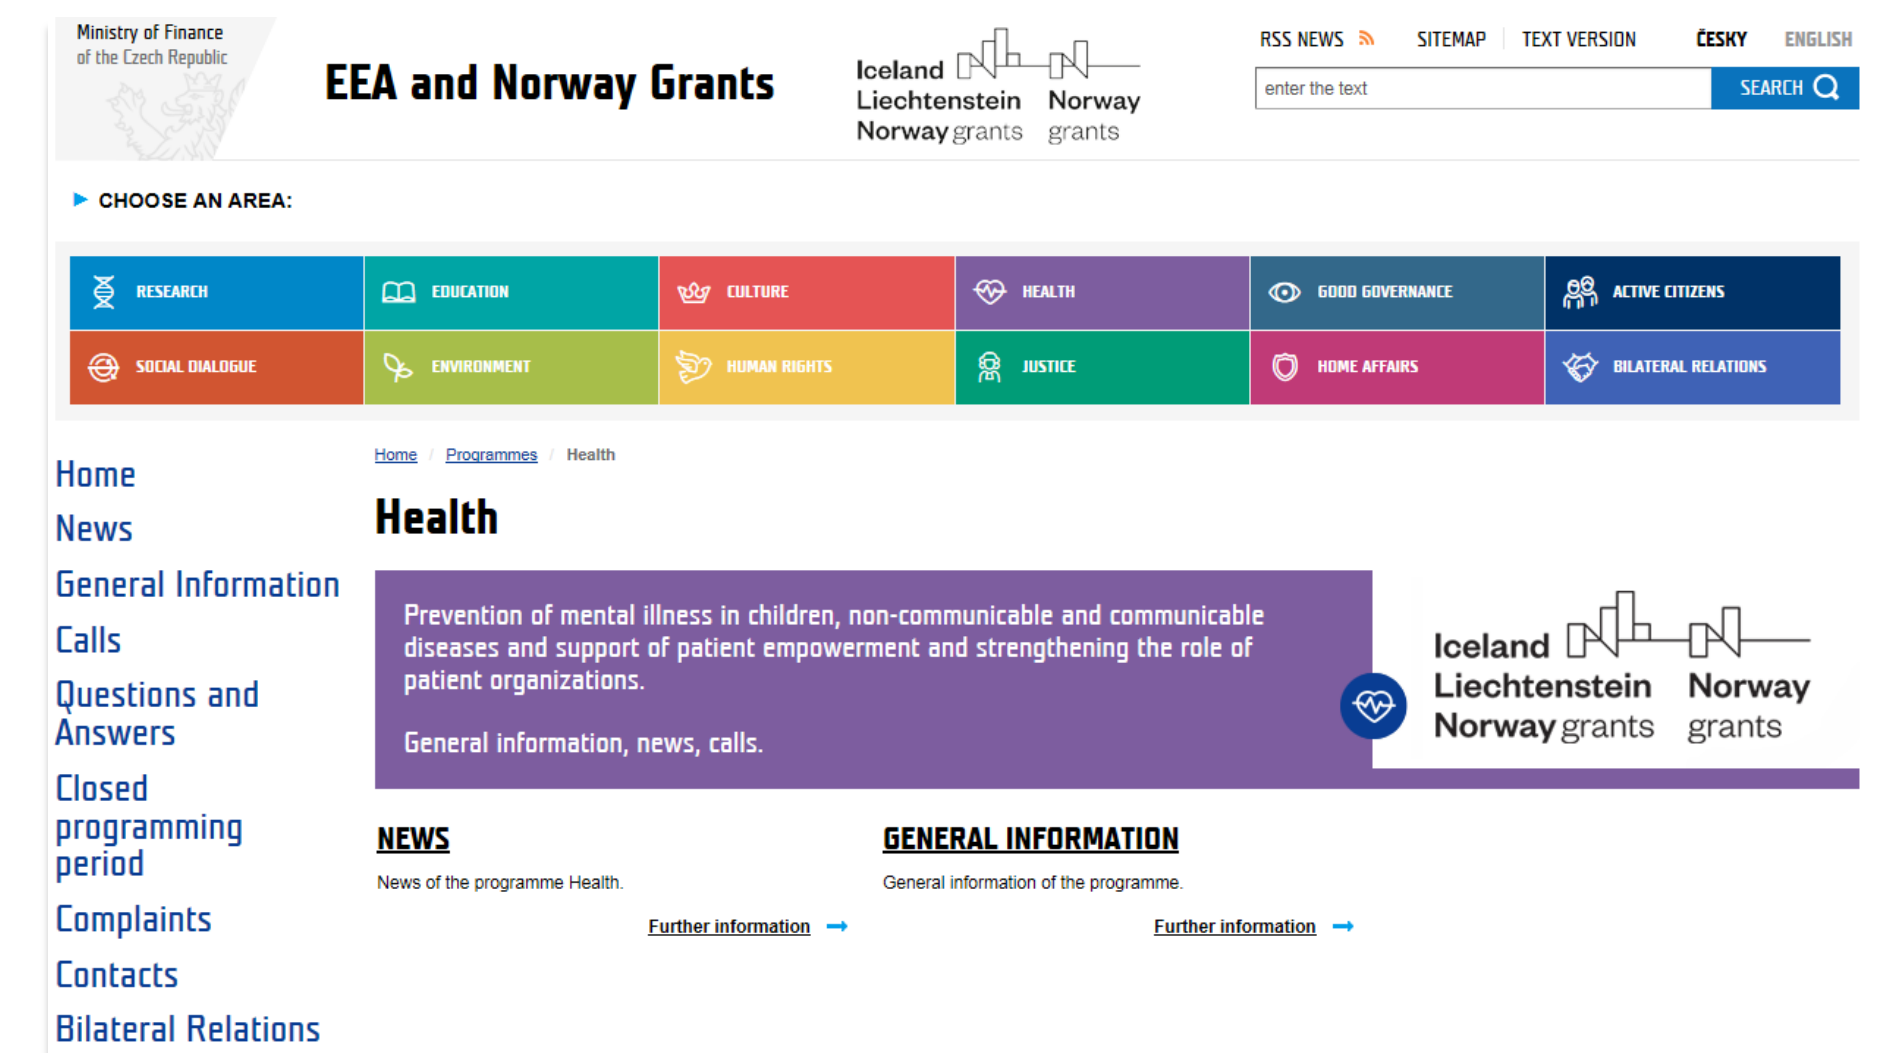 Ministry of Finance
of the Czech Republic
EEA and Norway Grants
Iceland
Liechtenstein
Norway grants
Norway
grants
RSS NEWS
SITEMAP
TEXT VERSION
ČESKY
ENGLISH
enter the text
SEARCH
CHOOSE AN AREA:
RESEARCH
EDUCATION
CULTURE
HEALTH
GOOD GOVERNANCE
ACTIVE CITIZENS
SOCIAL DIALOGUE
ENVIRONMENT
HUMAN RIGHTS
JUSTICE
HOME AFFAIRS
BILATERAL RELATIONS
Home
News
General Information
Calls
Questions and
Answers
Closed
programming
period
Complaints
Contacts
Bilateral Relations
Home / Programmes / Health
Health
Prevention of mental illness in children, non-communicable and communicable
diseases and support of patient empowerment and strengthening the role of
patient organizations.
General information, news, calls.
Iceland
Liechtenstein
Norway grants
Norway
grants
NEWS
News of the programme Health.
Further information
GENERAL INFORMATION
General information of the programme.
Further information